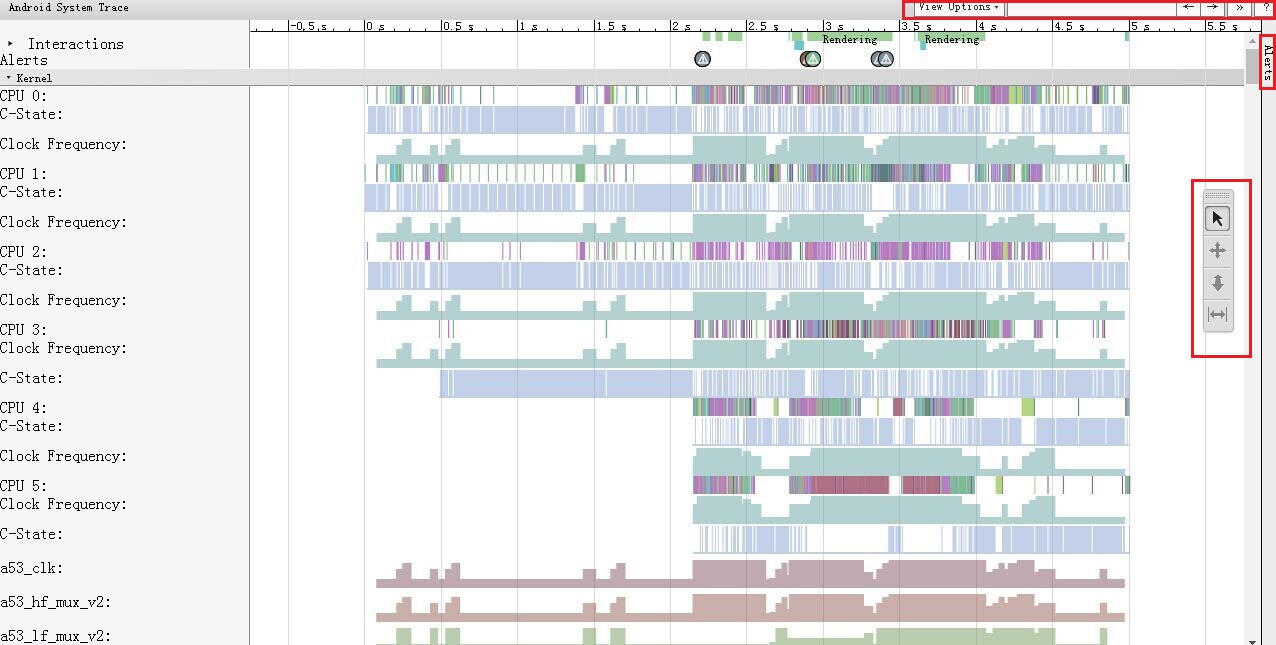 Android System Trace
View Options▾ ← → » ?
-0.5 s 0 s 0.5 s 1 s 1.5 s 2 s 2.5 s 3 s 3.5 s 4 s 4.5 s 5 s 5.5 s
▸ Interactions
Rendering Rendering
Alerts
Alerts
▾ Kernel
CPU 0:
C-State:
Clock Frequency:
CPU 1:
C-State:
Clock Frequency:
CPU 2:
C-State:
Clock Frequency:
CPU 3:
Clock Frequency:
C-State:
CPU 4:
C-State:
Clock Frequency:
CPU 5:
Clock Frequency:
C-State:
a53_clk:
a53_hf_mux_v2:
a53_lf_mux_v2: